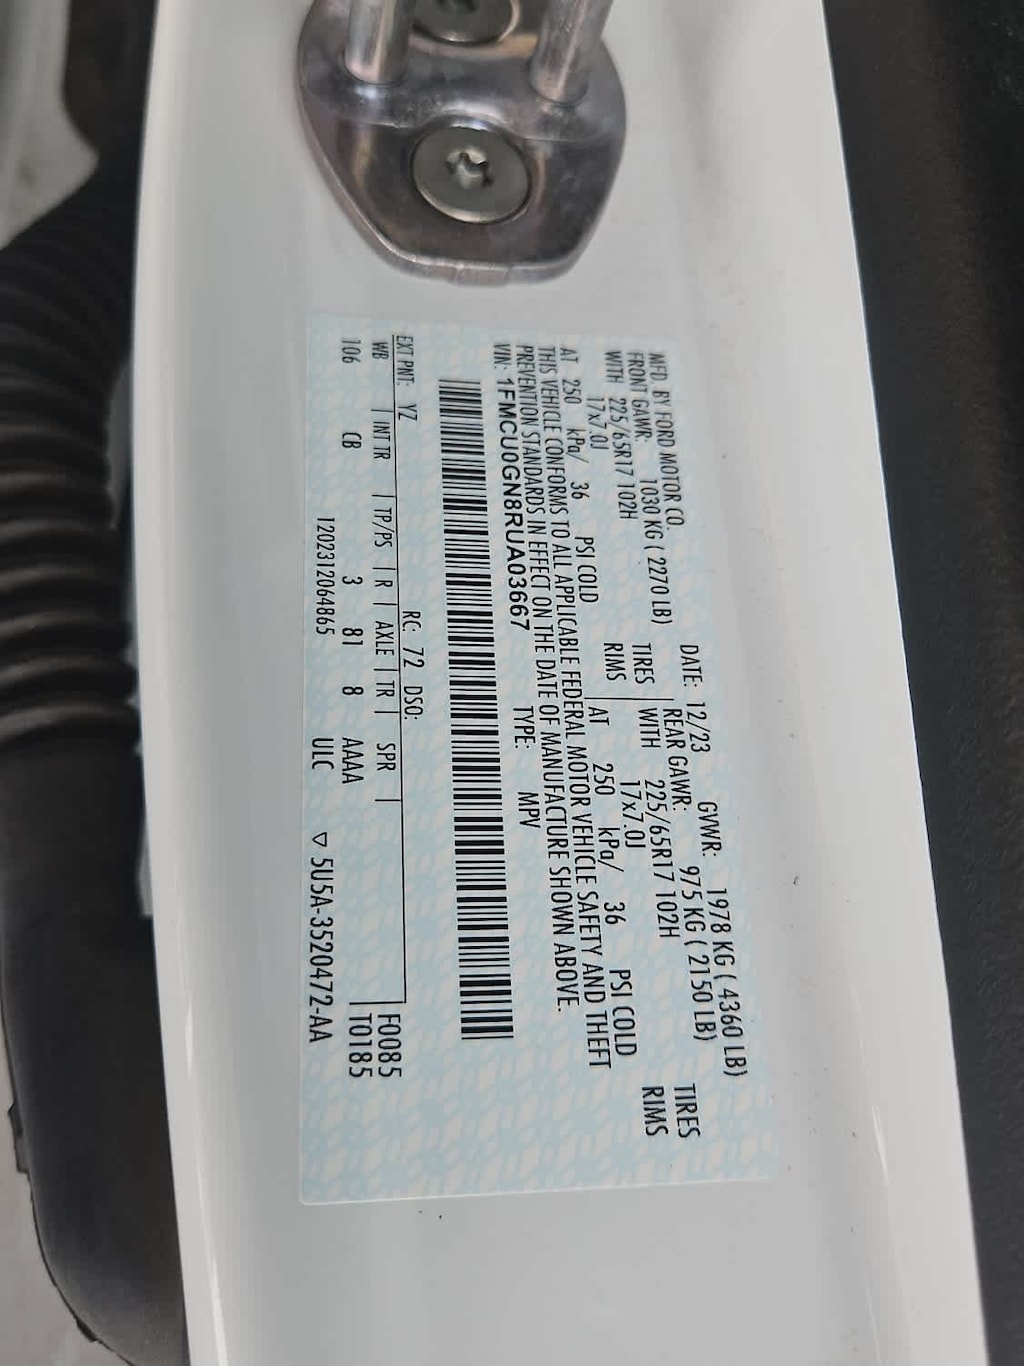 MFD. BY FORD MOTOR CO.
DATE: 12/23 GVWR: 1978 KG ( 4360 LB)
FRONT GAWR: 1030 KG ( 2270 LB) REAR GAWR: 975 KG ( 2150 LB)
WITH 225/65R17 102H TIRES WITH 225/65R17 102H TIRES
17x7.0J RIMS 17x7.0J RIMS
AT 250 kPa/ 36 PSI COLD AT 250 kPa/ 36 PSI COLD
THIS VEHICLE CONFORMS TO ALL APPLICABLE FEDERAL MOTOR VEHICLE SAFETY AND THEFT
PREVENTION STANDARDS IN EFFECT ON THE DATE OF MANUFACTURE SHOWN ABOVE.
VIN: 1FMCU0GN8RUA03667 TYPE: MPV
EXT PNT: YZ RC: 72 DSO:
WB INT TR TP/PS R AXLE TR SPR F0085
106 CB 3 81 8 AAAA T0185
1202312064865 ULC ▽ 5U5A-3520472-AA